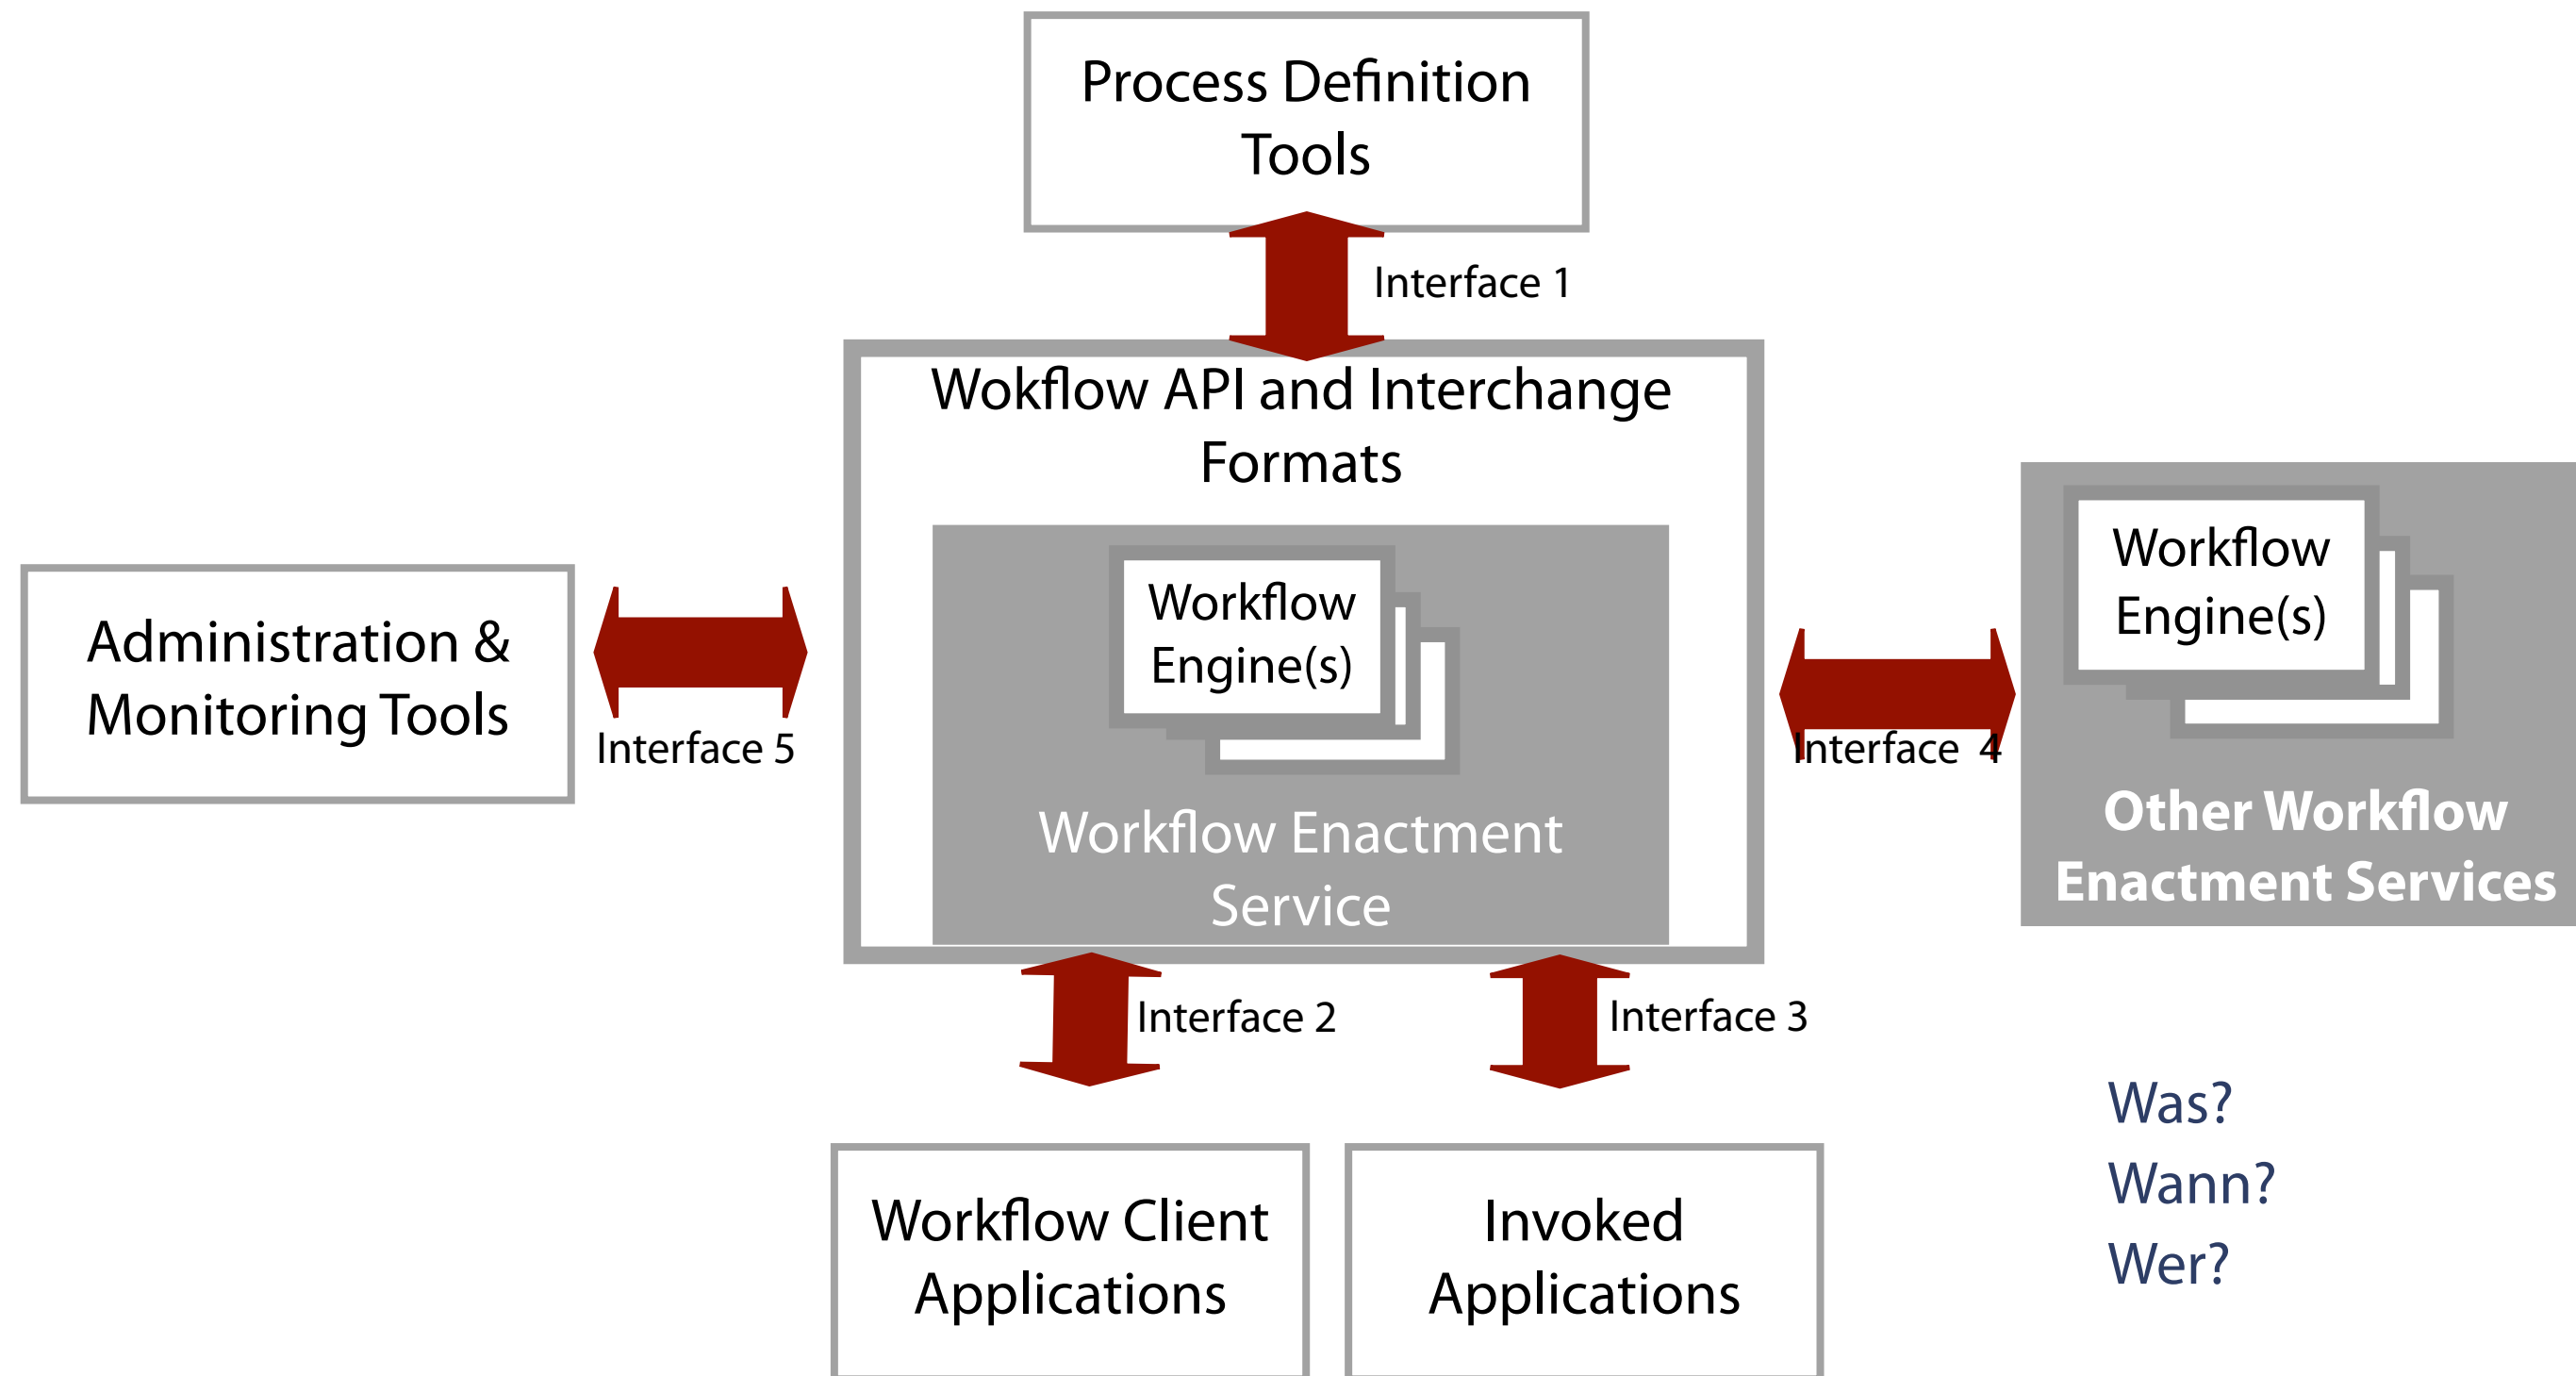 Process Definition
Tools
Interface 1
Wokflow API and Interchange
Formats
Workflow
Engine(s)
Workflow Enactment
Service
Administration &
Monitoring Tools
Interface 5
Interface 4
Workflow
Engine(s)
Other Workflow
Enactment Services
Interface 2
Interface 3
Workflow Client
Applications
Invoked
Applications
Was?
Wann?
Wer?